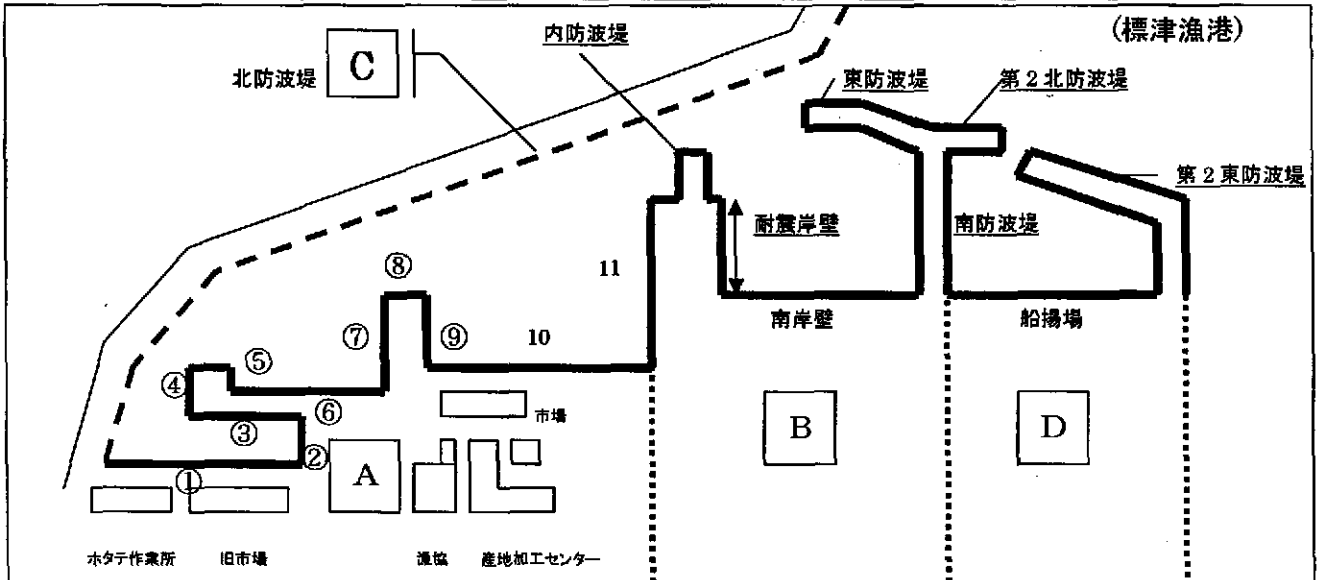 (標津漁港)
内防波堤
北防波堤
C
東防波堤
第2北防波堤
第2東防波堤
耐震岸壁
南防波堤
⑧
11
南岸壁
船揚場
⑦
⑨
10
⑤
④
⑥
市場
③
②
①
A
B
D
ホタテ作業所
旧市場
漁協
産地加工センター